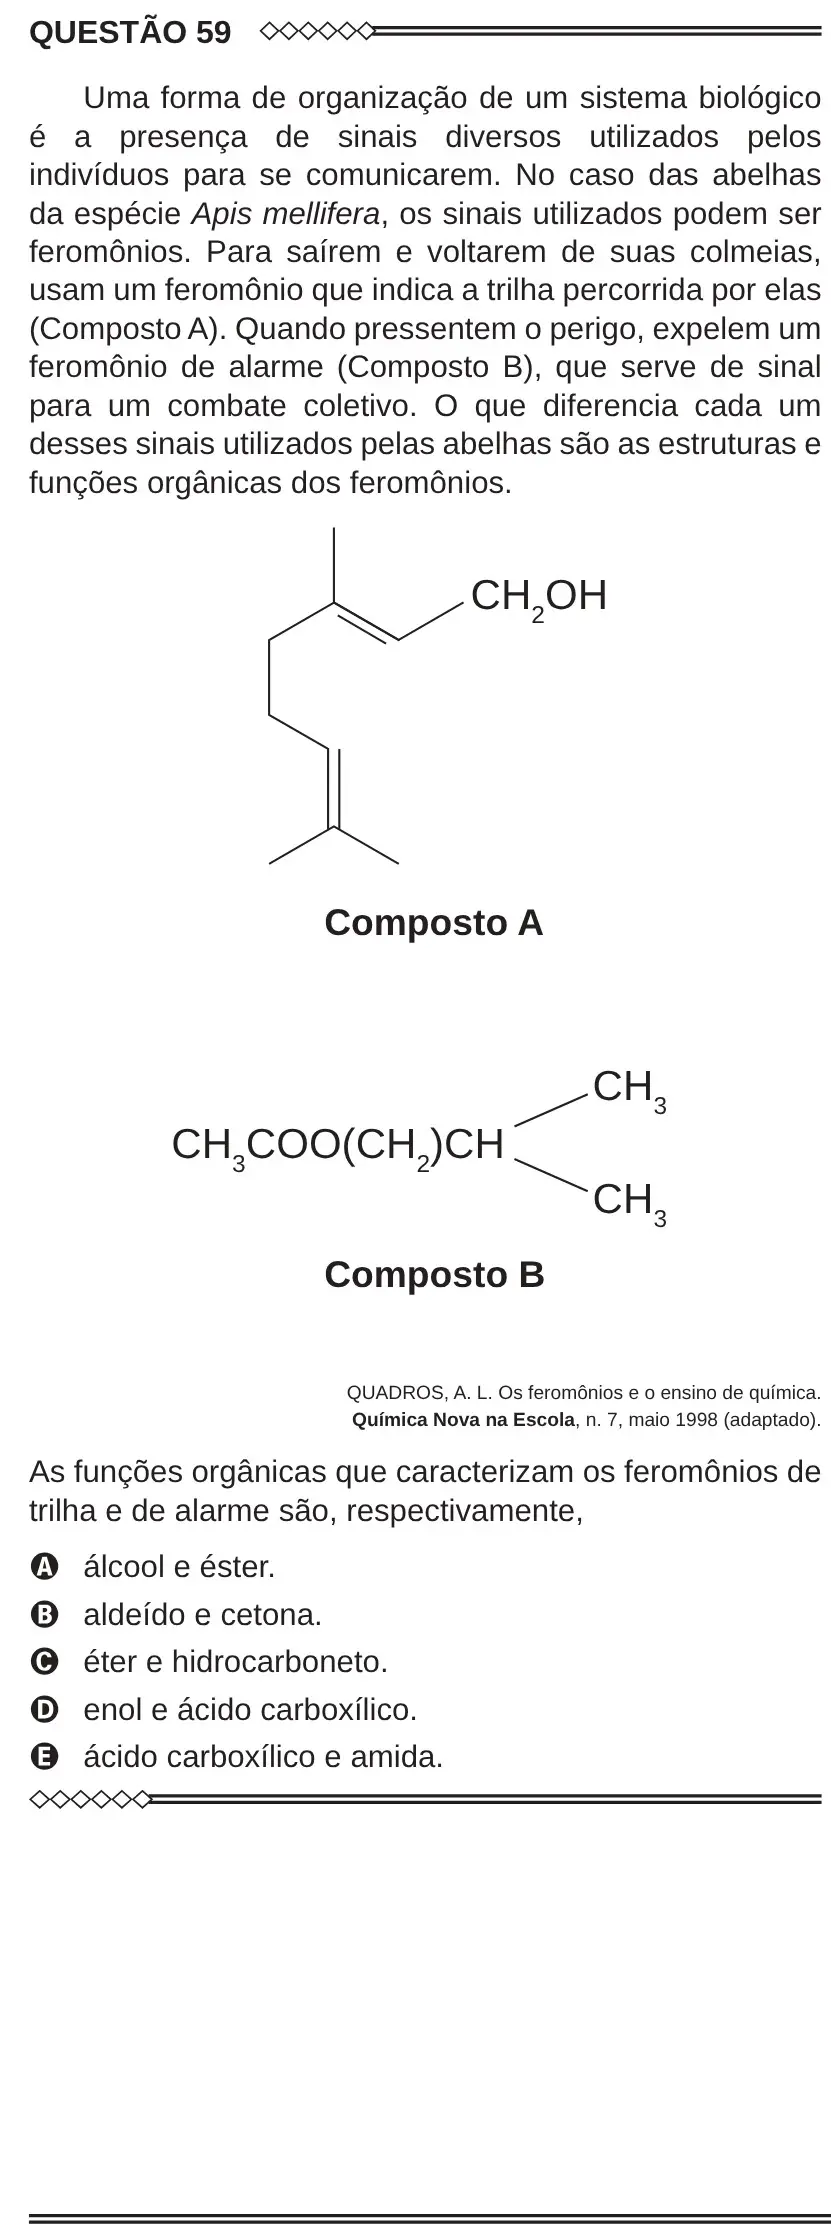 QUESTÃO 59
Uma forma de organização de um sistema biológico
é a presença de sinais diversos utilizados pelos
indivíduos para se comunicarem. No caso das abelhas
da espécie Apis mellifera, os sinais utilizados podem ser
feromônios. Para saírem e voltarem de suas colmeias,
usam um feromônio que indica a trilha percorrida por elas
(Composto A). Quando pressentem o perigo, expelem um
feromônio de alarme (Composto B), que serve de sinal
para um combate coletivo. O que diferencia cada um
desses sinais utilizados pelas abelhas são as estruturas e
funções orgânicas dos feromônios.
CH₂OH
Composto A
CH₃
CH₃COO(CH₂)CH
CH₃
Composto B
QUADROS, A. L. Os feromônios e o ensino de química.
Química Nova na Escola, n. 7, maio 1998 (adaptado).
As funções orgânicas que caracterizam os feromônios de
trilha e de alarme são, respectivamente,
A álcool e éster.
B aldeído e cetona.
C éter e hidrocarboneto.
D enol e ácido carboxílico.
E ácido carboxílico e amida.